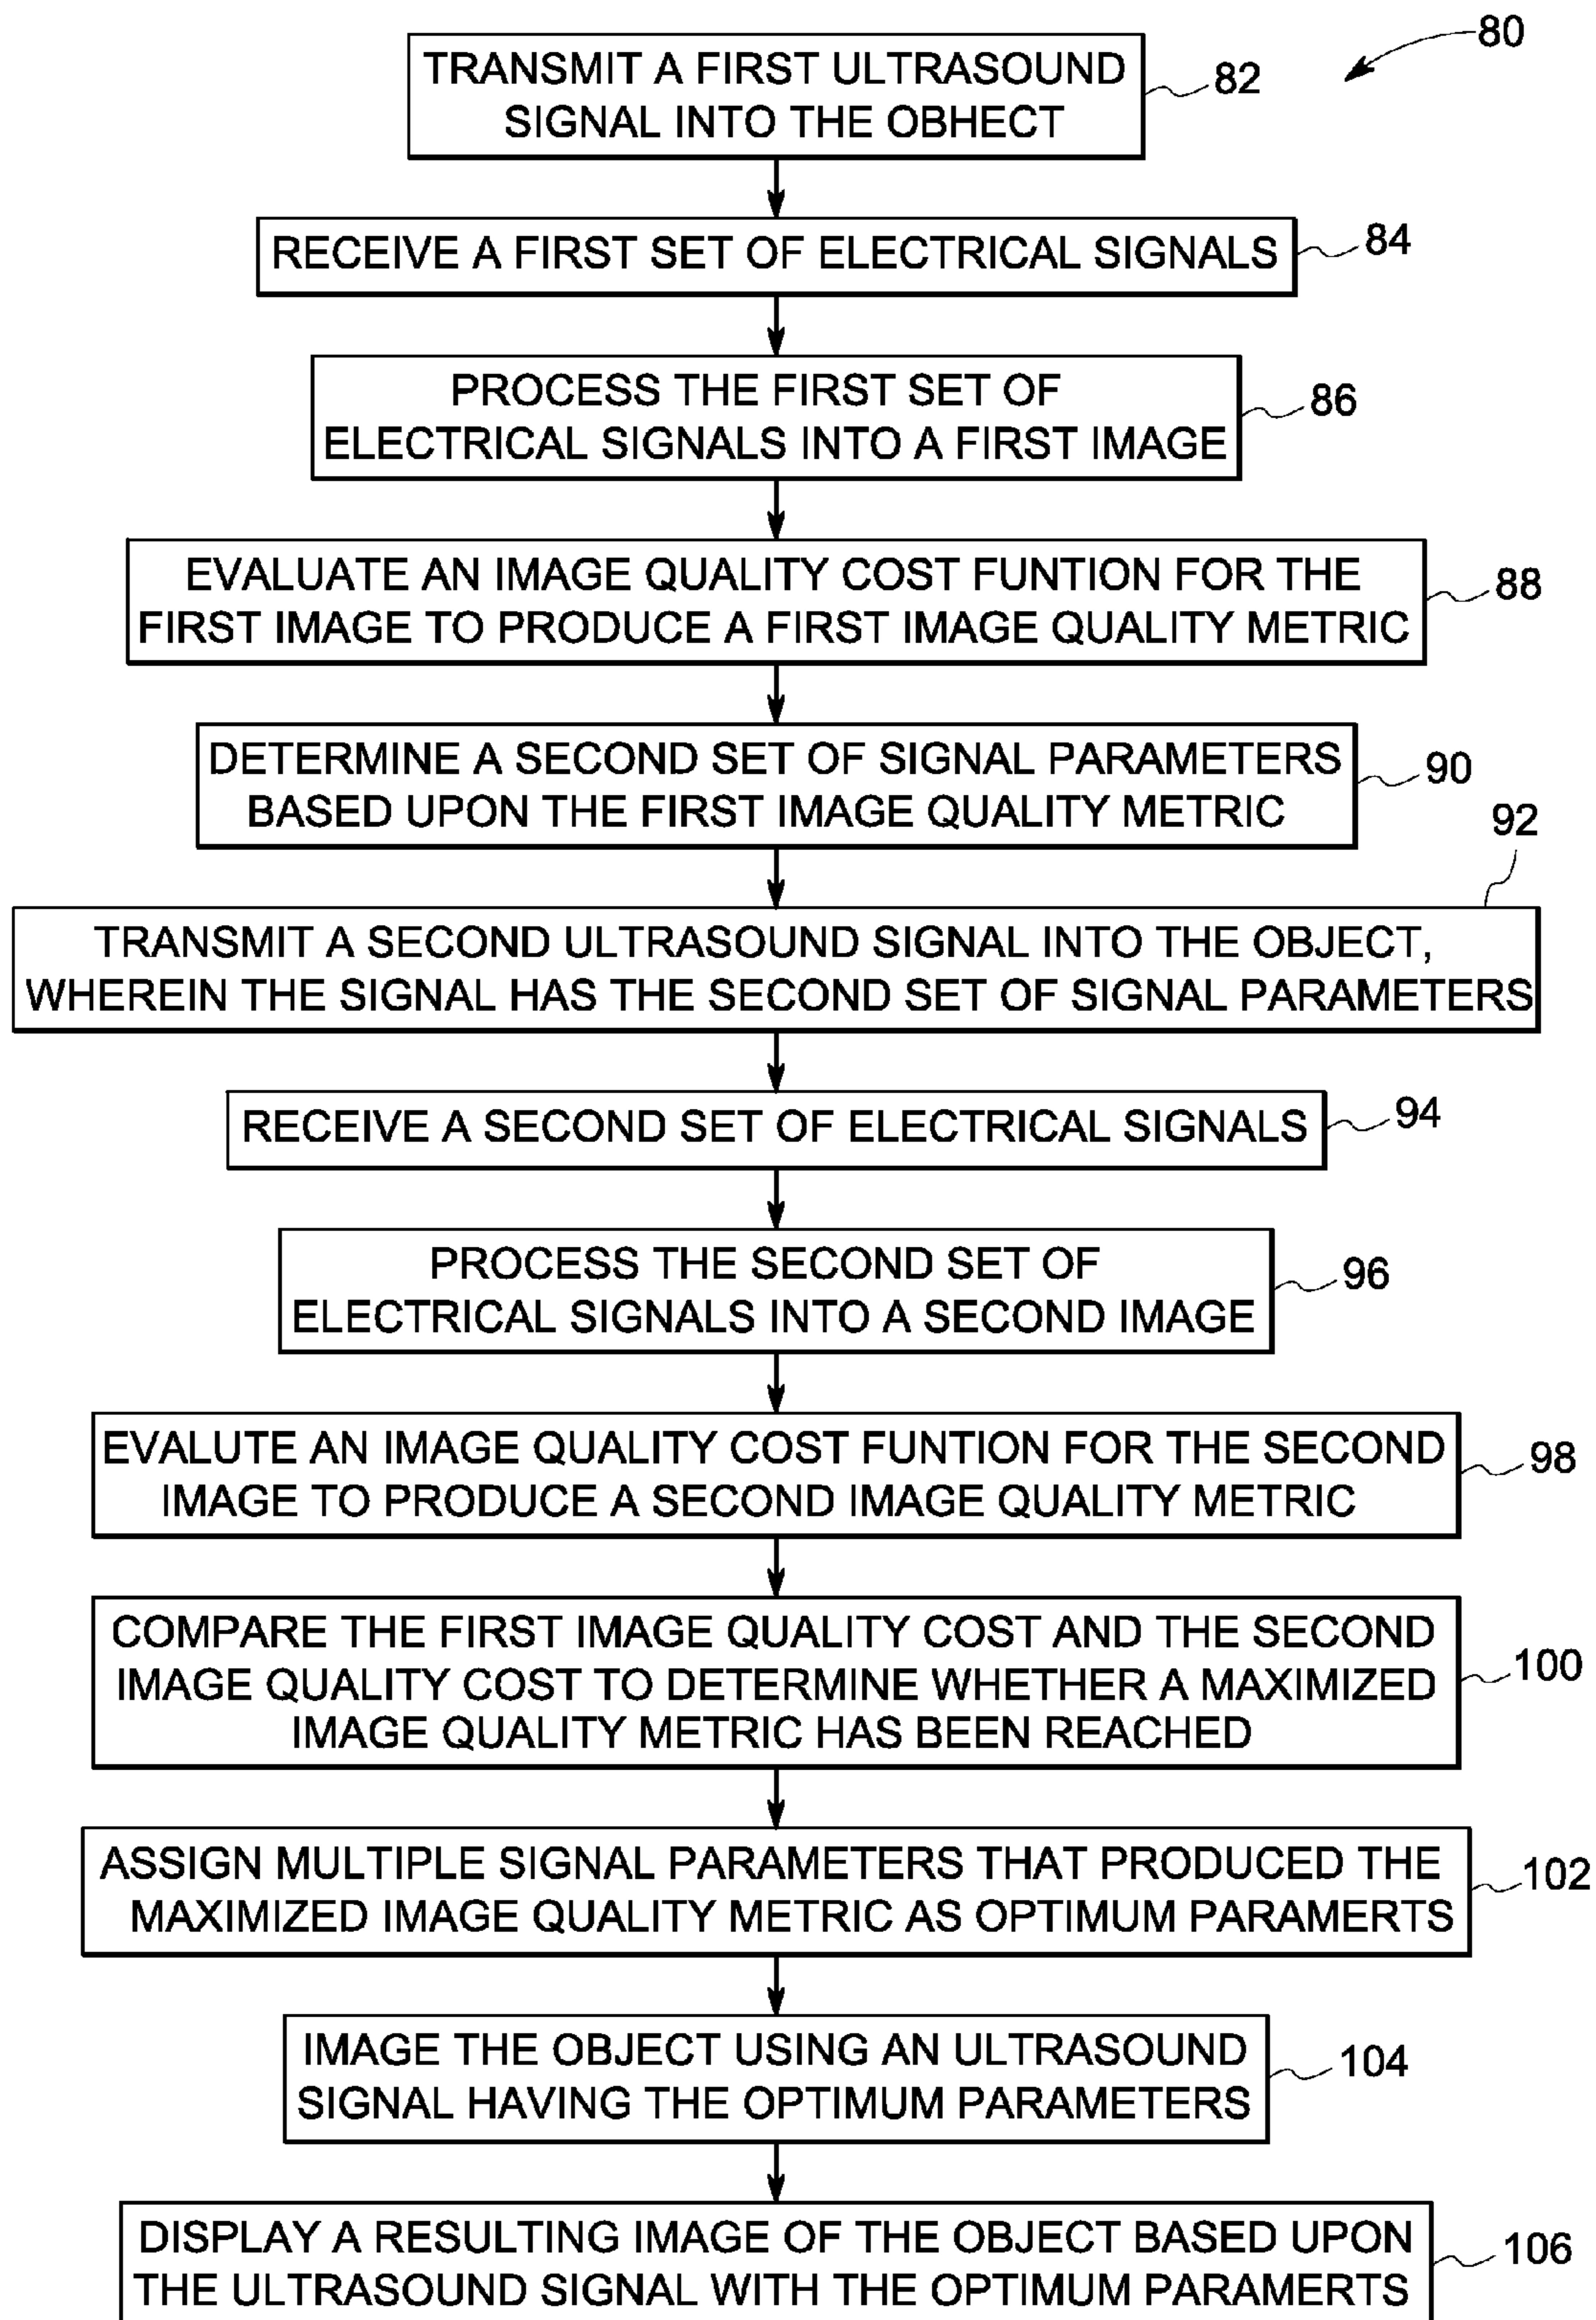 80
TRANSMIT A FIRST ULTRASOUND
SIGNAL INTO THE OBHECT
82
RECEIVE A FIRST SET OF ELECTRICAL SIGNALS
84
PROCESS THE FIRST SET OF
ELECTRICAL SIGNALS INTO A FIRST IMAGE
86
EVALUATE AN IMAGE QUALITY COST FUNTION FOR THE
FIRST IMAGE TO PRODUCE A FIRST IMAGE QUALITY METRIC
88
DETERMINE A SECOND SET OF SIGNAL PARAMETERS
BASED UPON THE FIRST IMAGE QUALITY METRIC
90
92
TRANSMIT A SECOND ULTRASOUND SIGNAL INTO THE OBJECT,
WHEREIN THE SIGNAL HAS THE SECOND SET OF SIGNAL PARAMETERS
RECEIVE A SECOND SET OF ELECTRICAL SIGNALS
94
PROCESS THE SECOND SET OF
ELECTRICAL SIGNALS INTO A SECOND IMAGE
96
EVALUTE AN IMAGE QUALITY COST FUNTION FOR THE SECOND
IMAGE TO PRODUCE A SECOND IMAGE QUALITY METRIC
98
COMPARE THE FIRST IMAGE QUALITY COST AND THE SECOND
IMAGE QUALITY COST TO DETERMINE WHETHER A MAXIMIZED
IMAGE QUALITY METRIC HAS BEEN REACHED
100
ASSIGN MULTIPLE SIGNAL PARAMETERS THAT PRODUCED THE
MAXIMIZED IMAGE QUALITY METRIC AS OPTIMUM PARAMERTS
102
IMAGE THE OBJECT USING AN ULTRASOUND
SIGNAL HAVING THE OPTIMUM PARAMETERS
104
DISPLAY A RESULTING IMAGE OF THE OBJECT BASED UPON
THE ULTRASOUND SIGNAL WITH THE OPTIMUM PARAMERTS
106